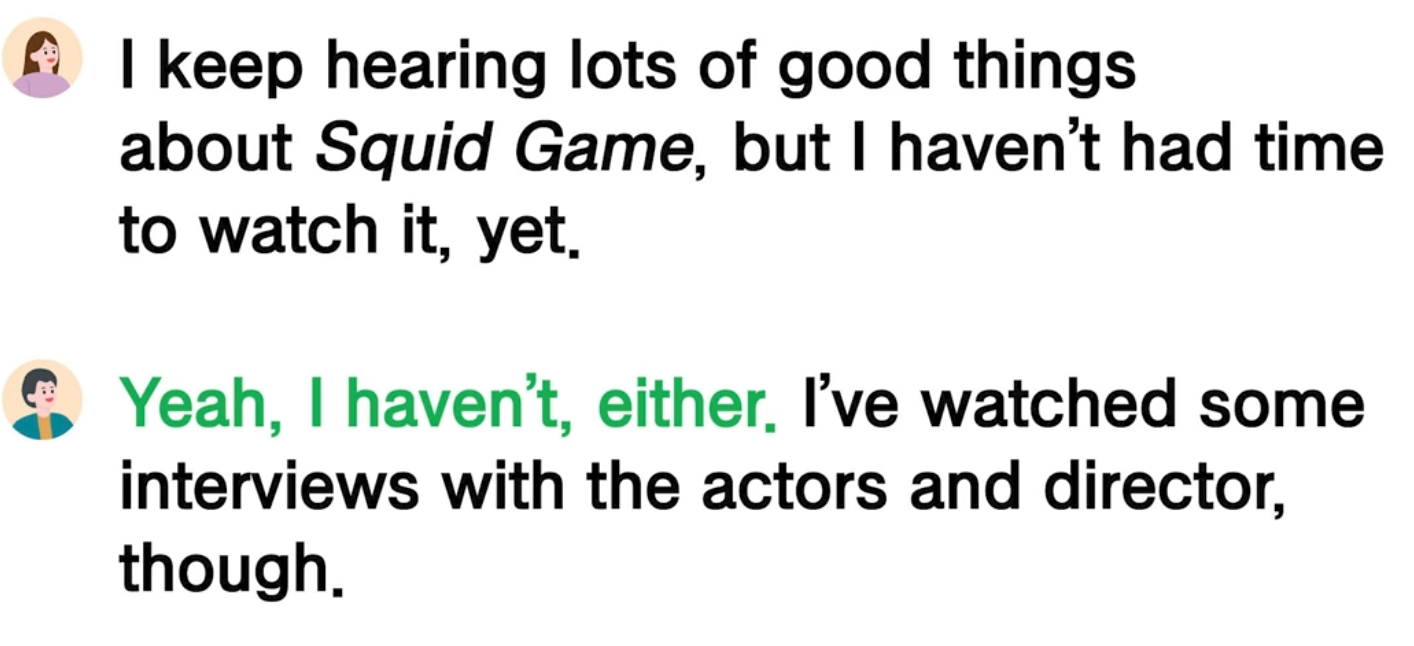 I keep hearing lots of good things
about Squid Game, but I haven’t had time
to watch it, yet.
Yeah, I haven’t, either. I’ve watched some
interviews with the actors and director,
though.